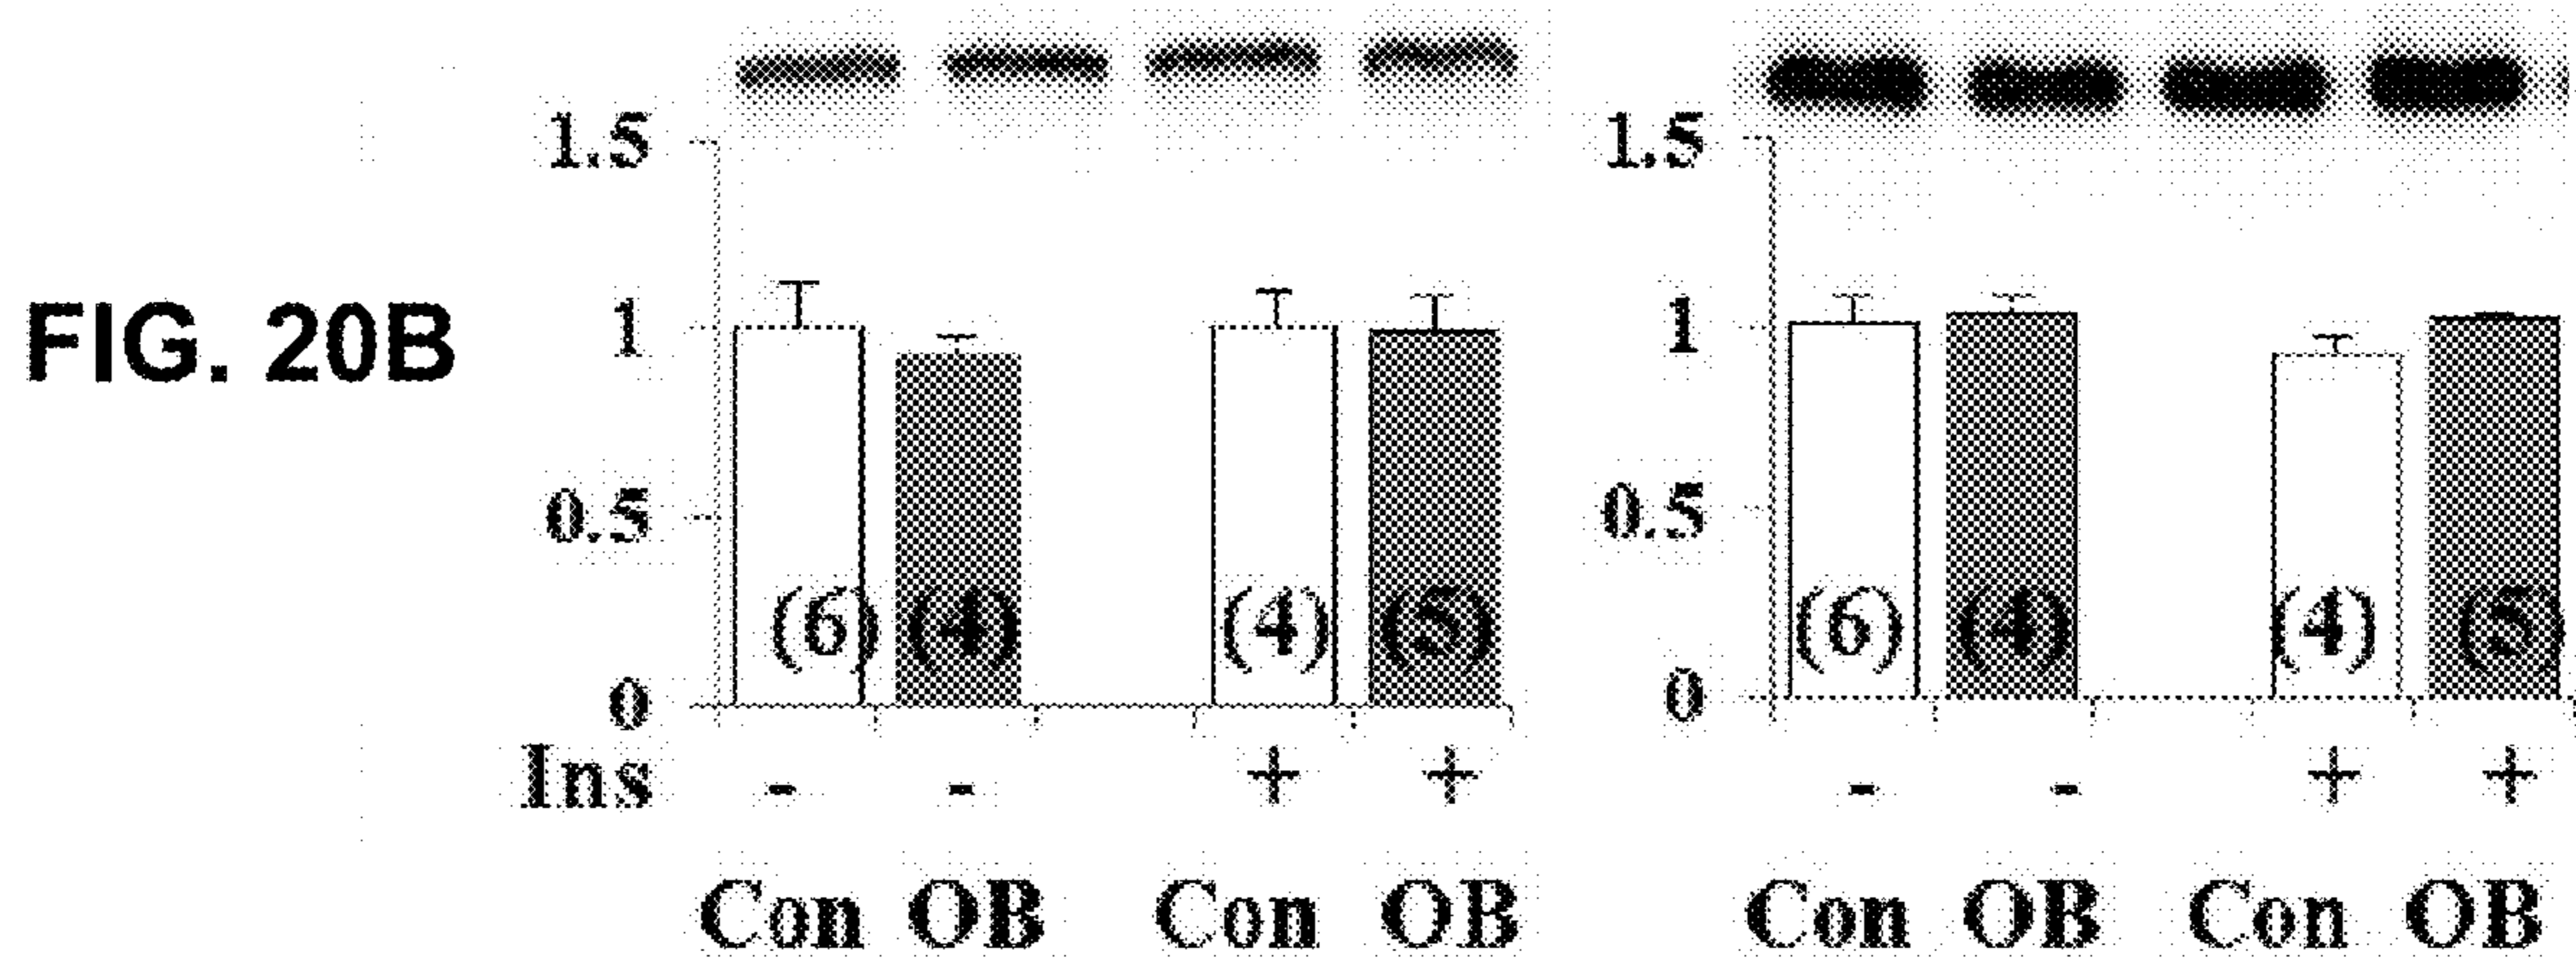 1.5 1.5
FIG. 20B 1 1
0.5 0.5
(6) (4) (4) (5) (6) (4) (4) (5)
0 0
Ins - - + + - - + +
Con OB Con OB Con OB Con OB